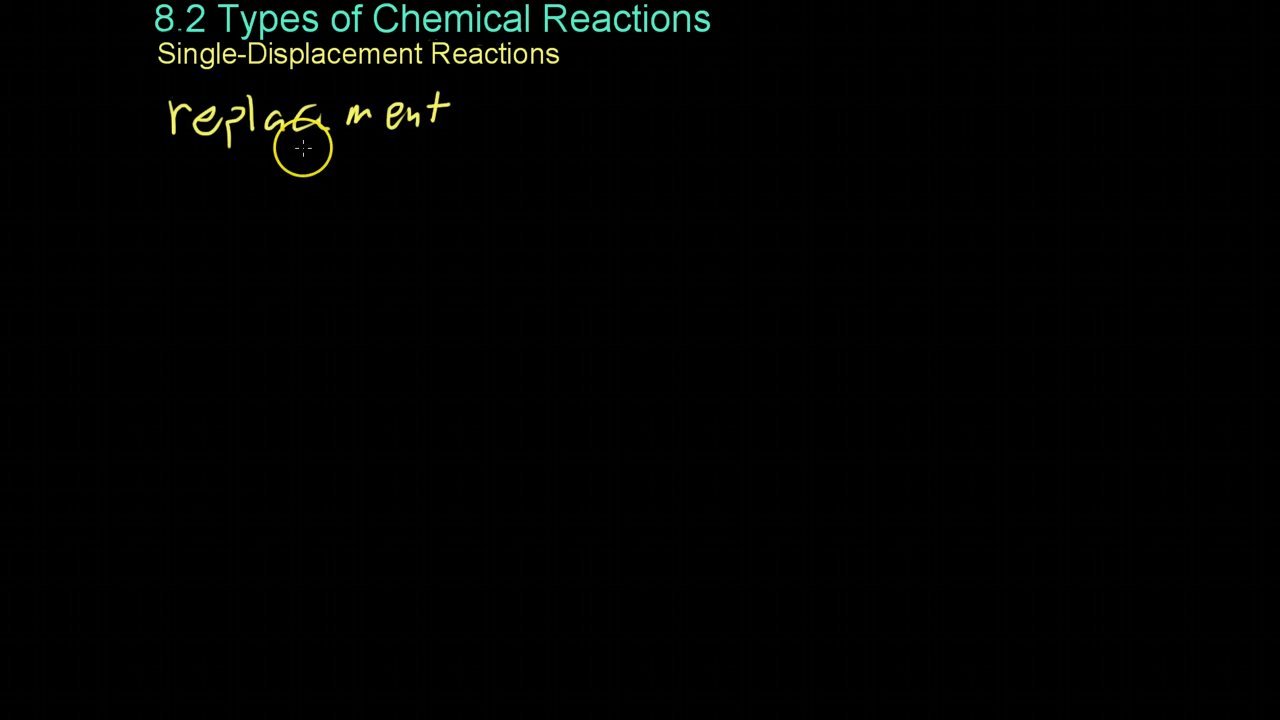 8.2 Types of Chemical Reactions
Single-Displacement Reactions
replacement